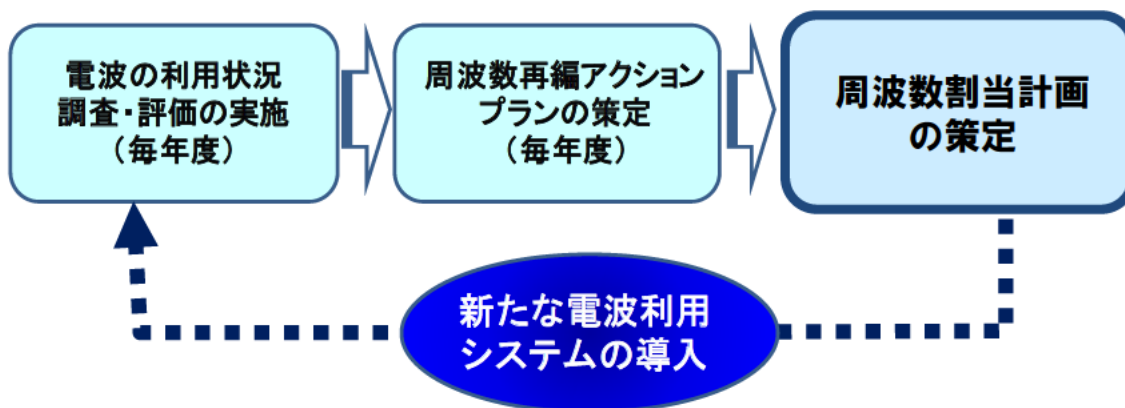 電波の利用状況
調査・評価の実施
(毎年度)
周波数再編アクション
プランの策定
(毎年度)
周波数割当計画
の策定
新たな電波利用
システムの導入